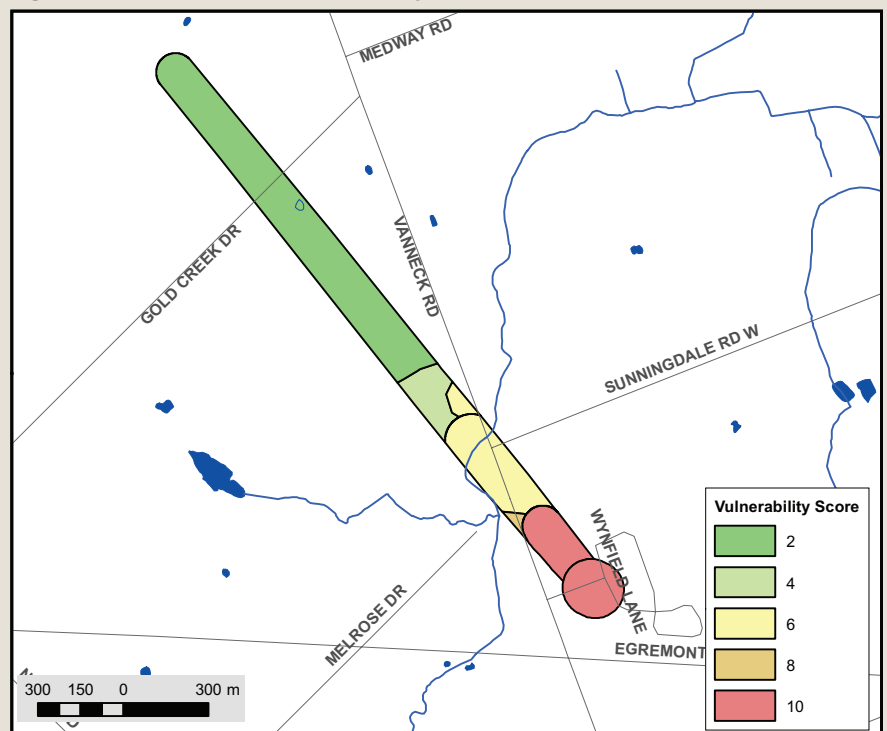 MEDWAY RD
VANNECK RD
GOLD CREEK DR
SUNNINGDALE RD W
WYNFIELD LANE
MELROSE DR
EGREMONT
Vulnerability Score
2
4
6
8
10
300 150 0 300 m